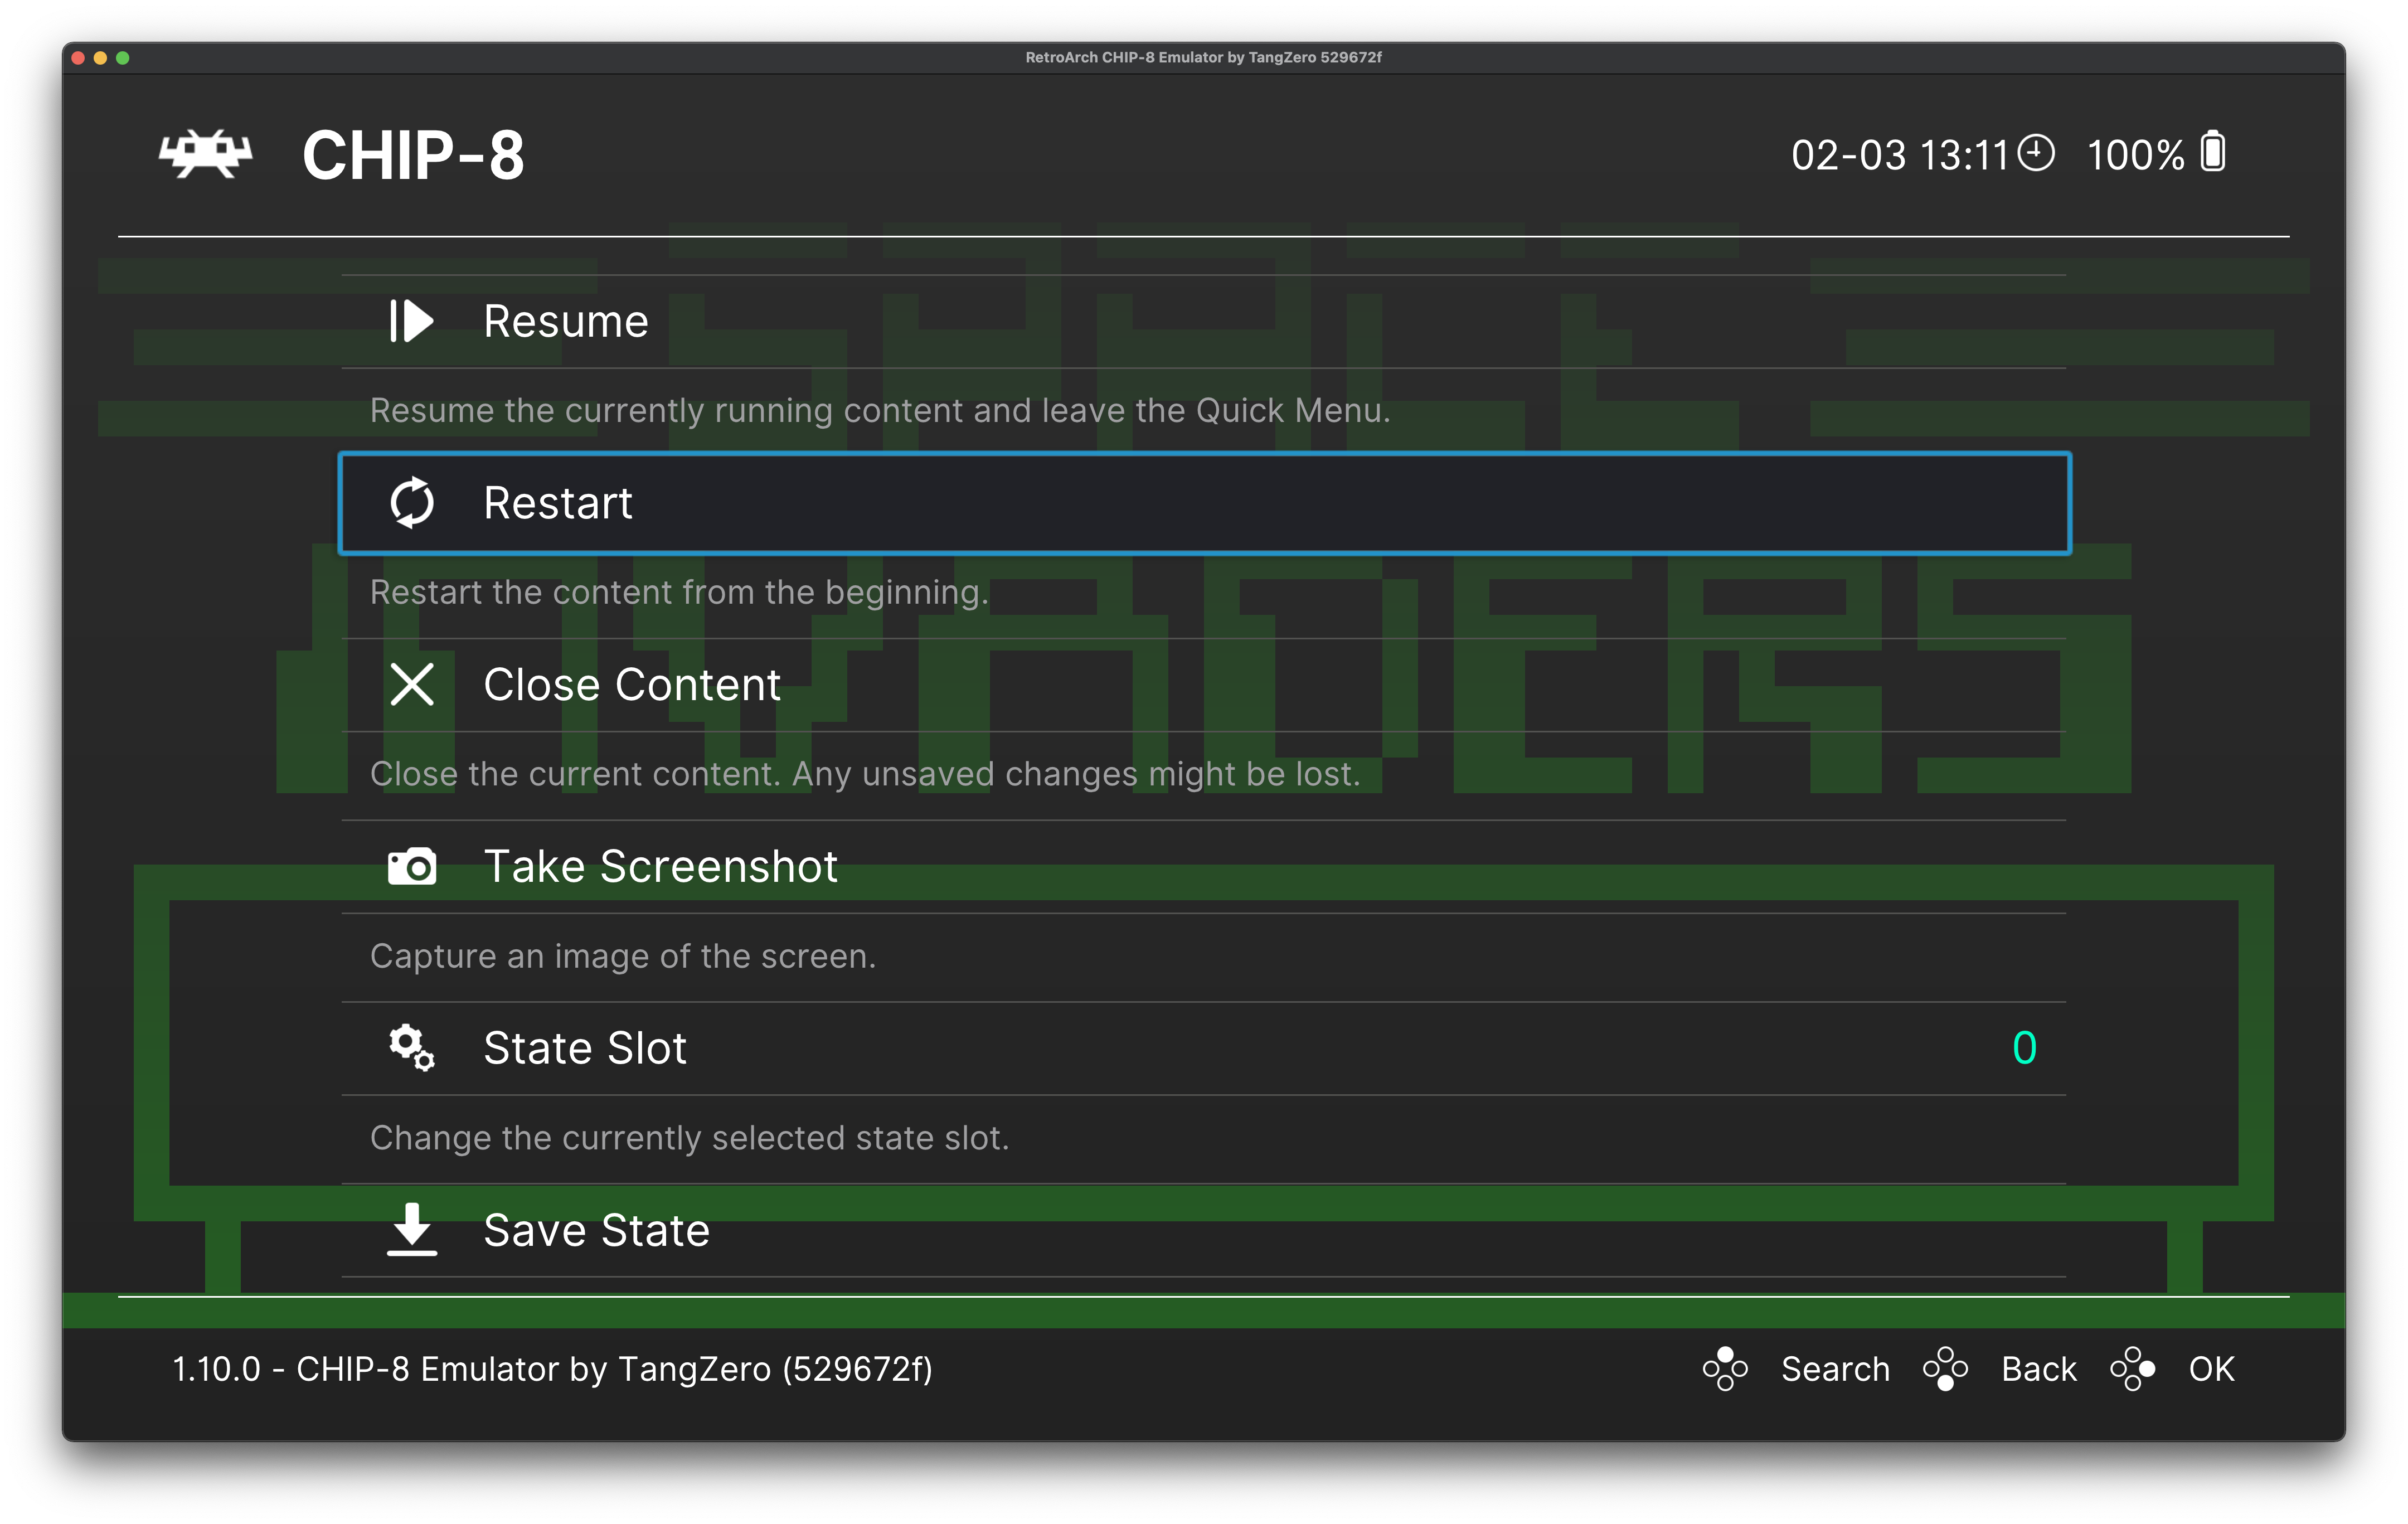 RetroArch CHIP-8 Emulator by TangZero 529672f
CHIP-8
02-03 13:11 100%
SPACE
Resume
Resume the currently running content and leave the Quick Menu.
Restart
INVADERS
Restart the content from the beginning.
Close Content
Close the current content. Any unsaved changes might be lost.
Take Screenshot
Capture an image of the screen.
State Slot 0
Change the currently selected state slot.
Save State
1.10.0 - CHIP-8 Emulator by TangZero (529672f)
Search Back OK